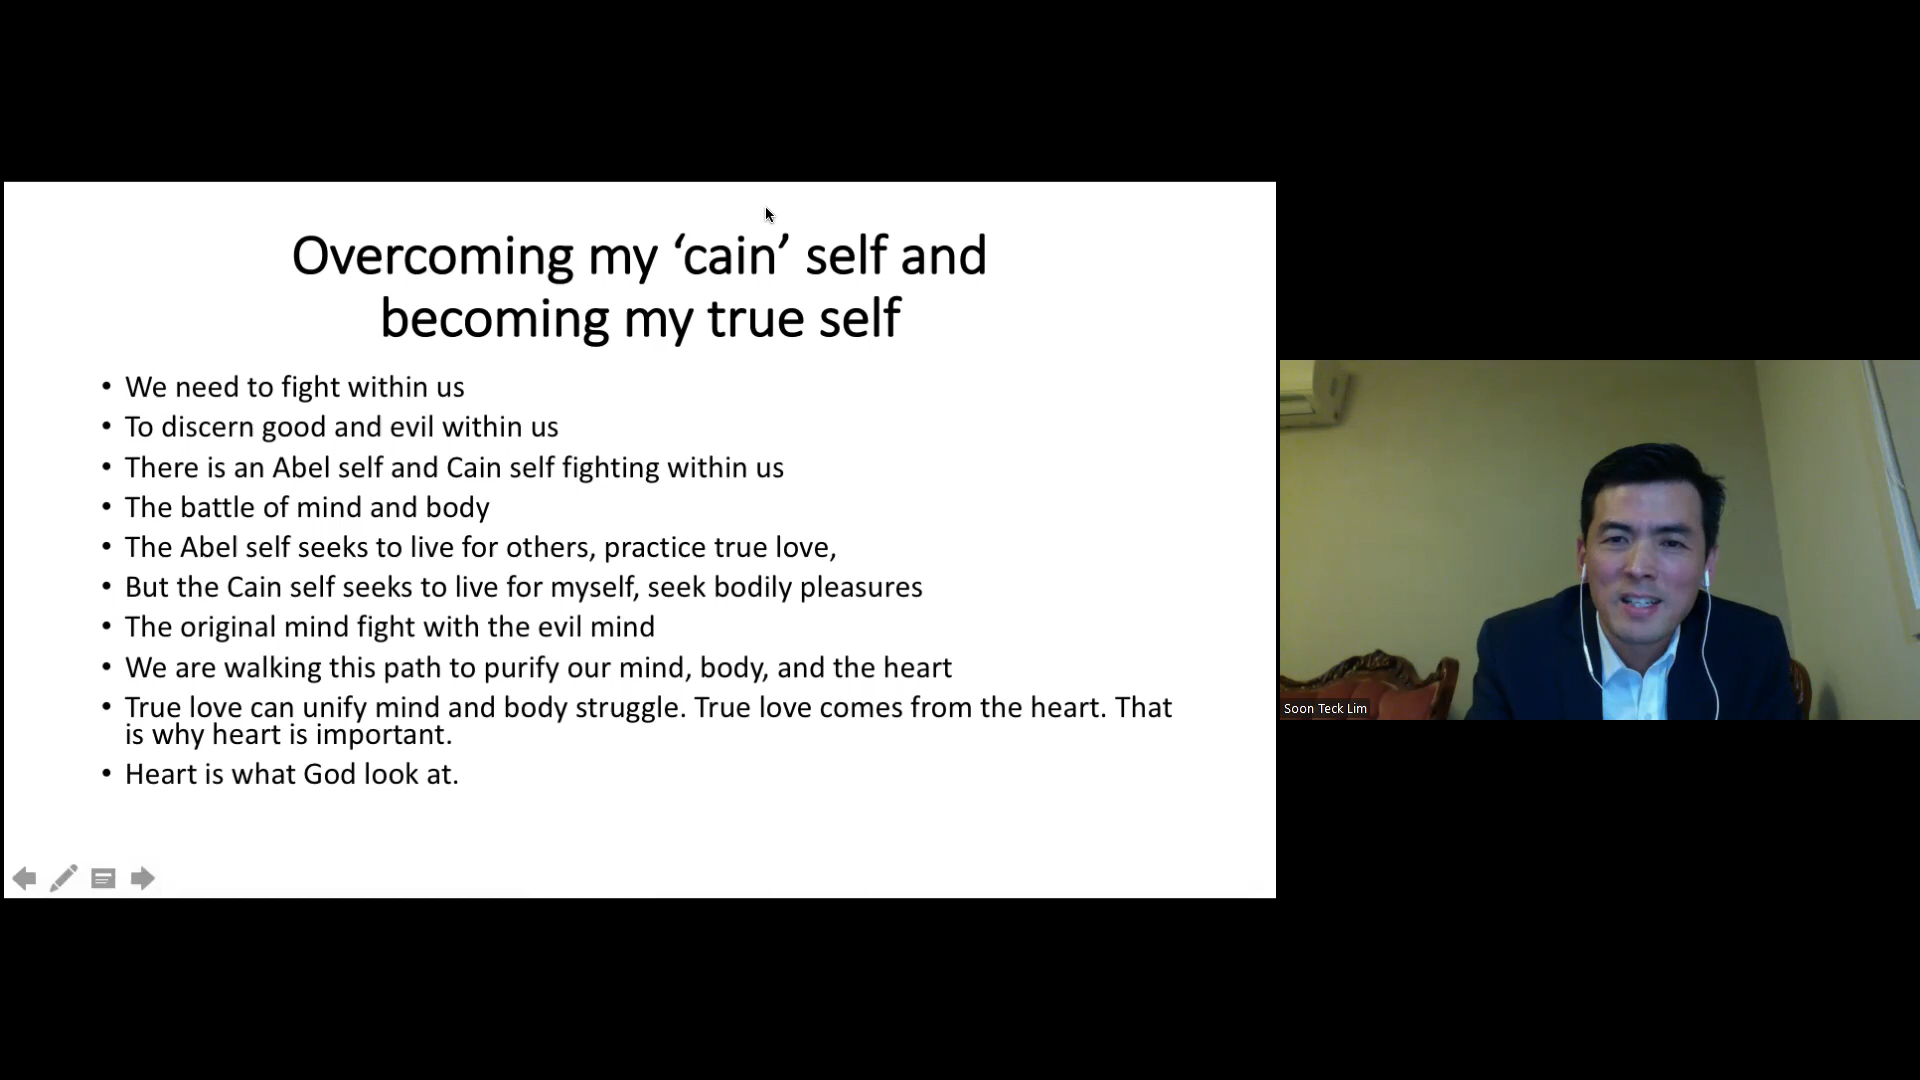 Overcoming my ‘cain’ self and
becoming my true self
• We need to fight within us
• To discern good and evil within us
• There is an Abel self and Cain self fighting within us
• The battle of mind and body
• The Abel self seeks to live for others, practice true love,
• But the Cain self seeks to live for myself, seek bodily pleasures
• The original mind fight with the evil mind
• We are walking this path to purify our mind, body, and the heart
• True love can unify mind and body struggle. True love comes from the heart. That
is why heart is important.
• Heart is what God look at.
Soon Teck Lim